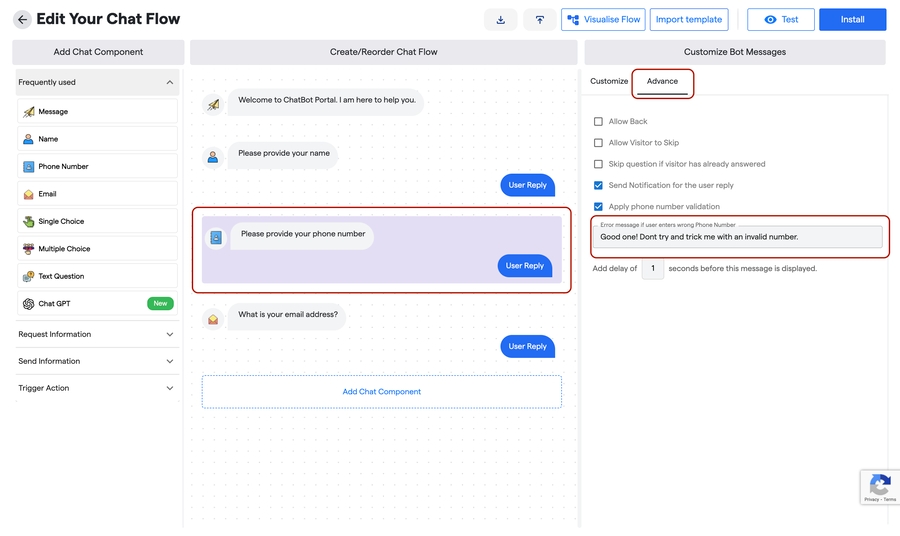 Edit Your Chat Flow
Visualise Flow
Import template
Test
Install
Add Chat Component
Create/Reorder Chat Flow
Customize Bot Messages
Frequently used
Message
Name
Phone Number
Email
Single Choice
Multiple Choice
Text Question
Chat GPT
New
Request Information
Send Information
Trigger Action
Welcome to ChatBot Portal. I am here to help you.
Please provide your name
User Reply
Please provide your phone number
User Reply
What is your email address?
User Reply
Add Chat Component
Customize
Advance
Allow Back
Allow Visitor to Skip
Skip question if visitor has already answered
Send Notification for the user reply
Apply phone number validation
Error message if user enters wrong Phone Number
Good one! Dont try and trick me with an invalid number.
Add delay of 1 seconds before this message is displayed.
Privacy - Terms